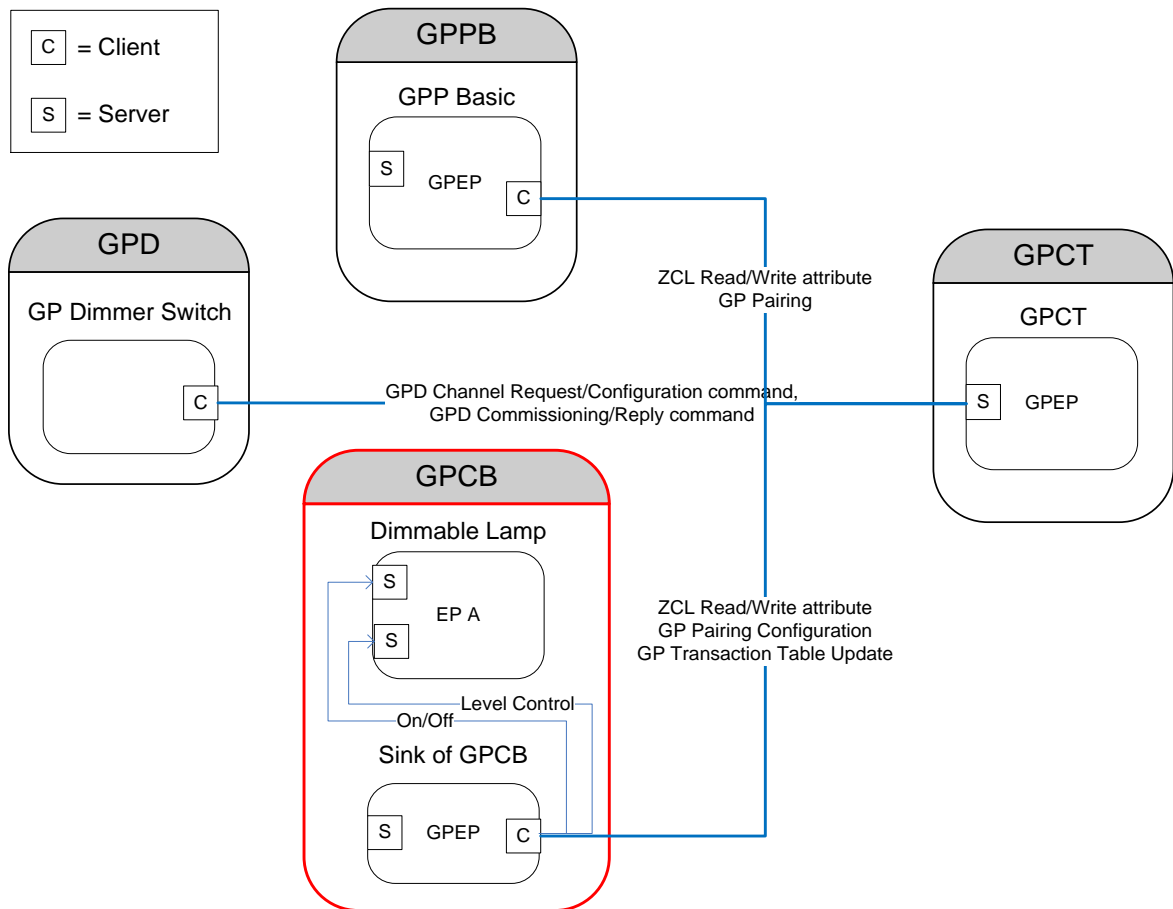 C = Client
S = Server
GPPB
GPP Basic
S
GPEP
C
GPD
GP Dimmer Switch
C
GPCT
GPCT
S
GPEP
ZCL Read/Write attribute
GP Pairing
GPD Channel Request/Configuration command,
GPD Commissioning/Reply command
GPCB
Dimmable Lamp
S
EP A
S
Level Control
On/Off
Sink of GPCB
S
GPEP
C
ZCL Read/Write attribute
GP Pairing Configuration
GP Transaction Table Update